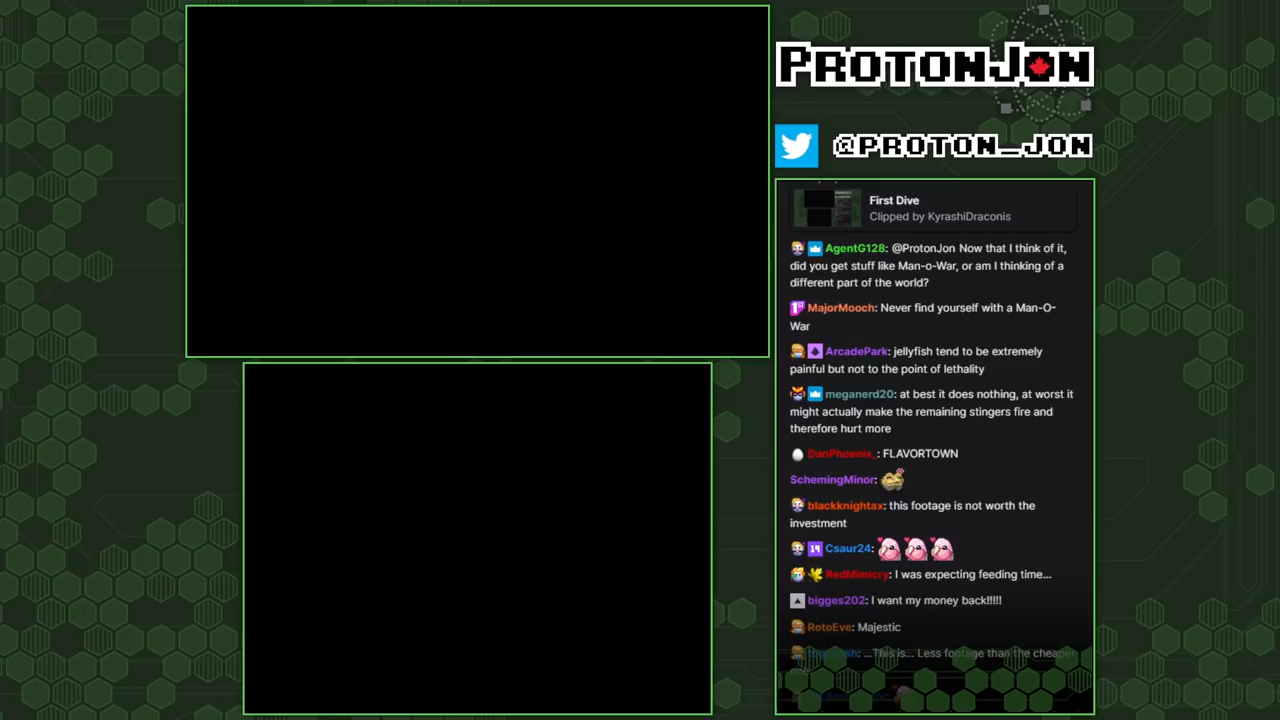 PROTONJON
@PROTON_JON
First Dive
Clipped by KyrashiDraconis
AgentG128: @ProtonJon Now that I think of it,
did you get stuff like Man-o-War, or am I thinking of a
different part of the world?
MajorMooch: Never find yourself with a Man-O-
War
ArcadePark: jellyfish tend to be extremely
painful but not to the point of lethality
meganerd20: at best it does nothing, at worst it
might actually make the remaining stingers fire and
therefore hurt more
DanPhoenix_: FLAVORTOWN
SchemingMinor:
blackknightax: this footage is not worth the
investment
19 Csaur24:
RedMimicry: I was expecting feeding time...
bigges202: I want my money back!!!!!
RotoEve: Majestic
: ...This is... Less footage than the cheaper